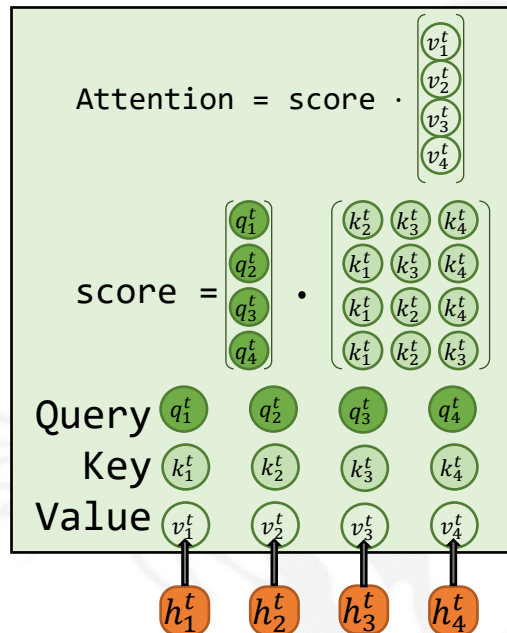 Attention = score · [v₁ᵗ v₂ᵗ v₃ᵗ v₄ᵗ]
score = [q₁ᵗ q₂ᵗ q₃ᵗ q₄ᵗ] · [k₂ᵗ k₃ᵗ k₄ᵗ
k₁ᵗ k₃ᵗ k₄ᵗ
k₁ᵗ k₂ᵗ k₄ᵗ
k₁ᵗ k₂ᵗ k₃ᵗ]
Query q₁ᵗ q₂ᵗ q₃ᵗ q₄ᵗ
Key k₁ᵗ k₂ᵗ k₃ᵗ k₄ᵗ
Value v₁ᵗ v₂ᵗ v₃ᵗ v₄ᵗ
h₁ᵗ h₂ᵗ h₃ᵗ h₄ᵗ